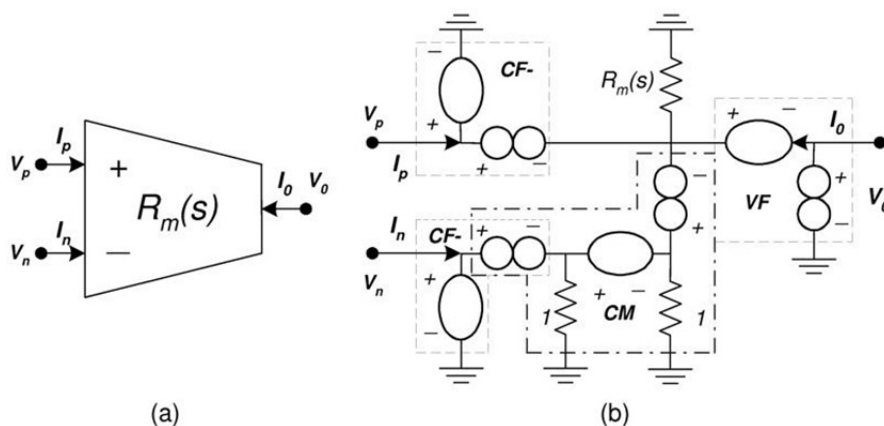 I_p
V_p
+
R_m(s)
I_0 V_0
I_n
V_n
−
(a)
−
CF-
R_m(s)
V_p
+
I_p
+
−
+
−
I_0
−
+
VF
+
−
V_0
I_n
CF-
V_n
+
−
+
−
+
−
1
CM
1
(b)